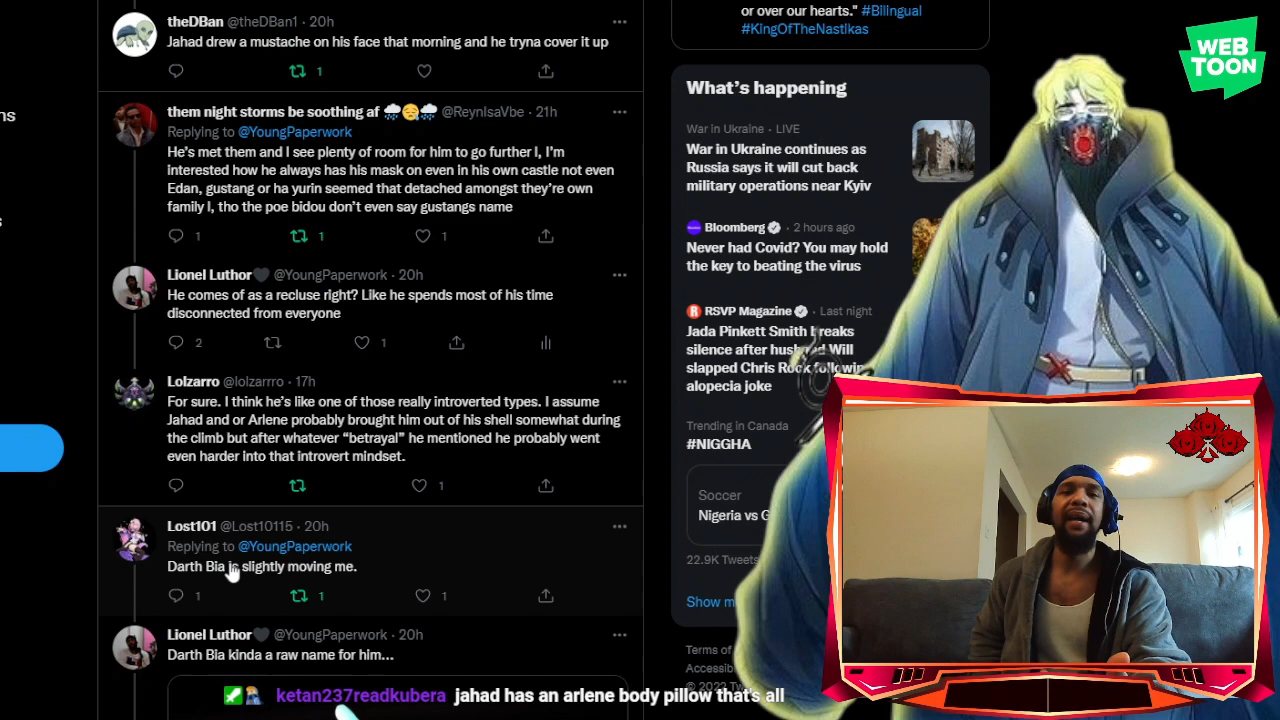 theDBan @theDBan1 · 20h
Jahad drew a mustache on his face that morning and he tryna cover it up
1
them night storms be soothing af 🌧️😌🌧️ @ReynIsaVbe · 21h
Replying to @YoungPaperwork
He's met them and I see plenty of room for him to go further I, I'm
interested how he always has his mask on even in his own castle not even
Edan, gustang or ha yurin seemed that detached amongst they're own
family I, tho the poe bidou don't even say gustangs name
1 1 1
Lionel Luthor🖤 @YoungPaperwork · 20h
He comes of as a recluse right? Like he spends most of his time
disconnected from everyone
2 1
Lolzarro @lolzarrro · 17h
For sure. I think he's like one of those really introverted types. I assume
Jahad and or Arlene probably brought him out of his shell somewhat during
the climb but after whatever “betrayal” he mentioned he probably went
even harder into that introvert mindset.
1
Lost101 @Lost10115 · 20h
Replying to @YoungPaperwork
Darth Bia is slightly moving me.
1 1 1
Lionel Luthor🖤 @YoungPaperwork · 20h
Darth Bia kinda a raw name for him...
ns
s
or over our hearts." #Bilingual
#KingOfTheNastikas
What's happening
War in Ukraine · LIVE
War in Ukraine continues as
Russia says it will cut back
military operations near Kyiv
Bloomberg · 2 hours ago
Never had Covid? You may hold
the key to beating the virus
RSVP Magazine · Last night
Jada Pinkett Smith breaks
silence after husband Will
slapped Chris Rock following
alopecia joke
Trending in Canada
#NIGGHA
Soccer
Nigeria vs G
22.9K Tweets
Show m
Terms of
Accessib
© 2022 Tw
WEB
TOON
ketan237readkubera jahad has an arlene body pillow that's all